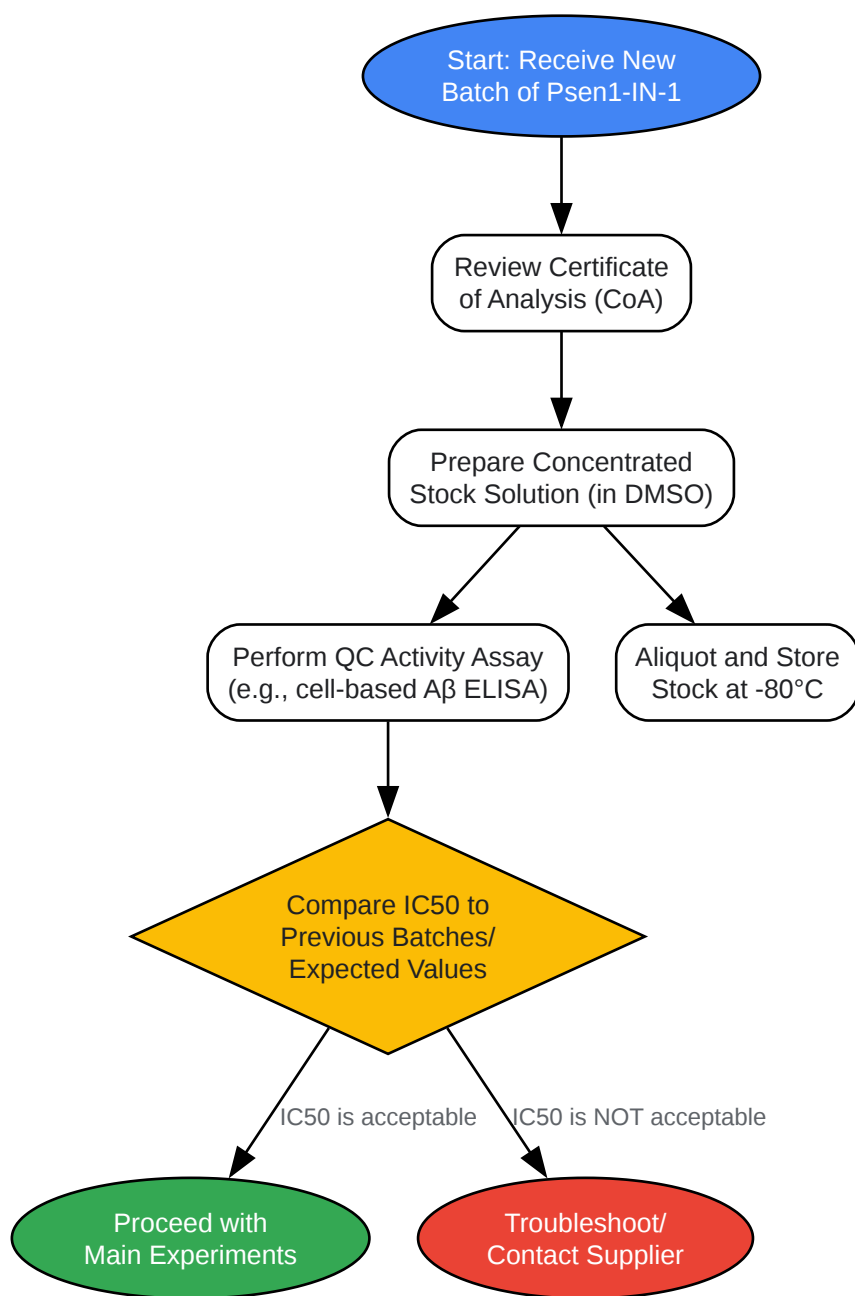 Start: Receive New
Batch of Psen1-IN-1
Review Certificate
of Analysis (CoA)
Prepare Concentrated
Stock Solution (in DMSO)
Perform QC Activity Assay
(e.g., cell-based Aβ ELISA)
Aliquot and Store
Stock at -80°C
Compare IC50 to
Previous Batches/
Expected Values
IC50 is acceptable
IC50 is NOT acceptable
Proceed with
Main Experiments
Troubleshoot/
Contact Supplier